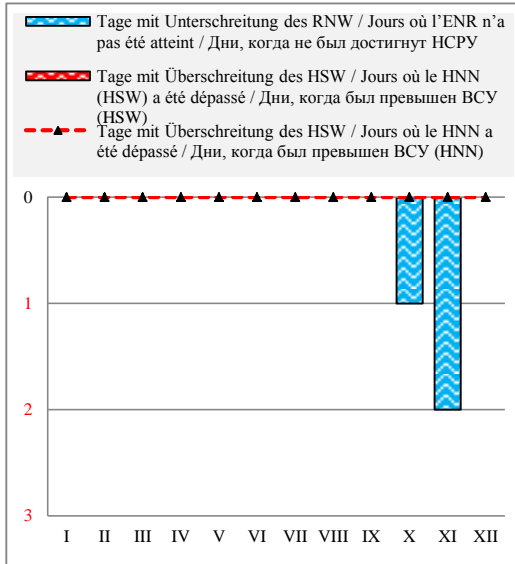 Tage mit Unterschreitung des RNW / Jours où l’ENR n’a
pas été atteint / Дни, когда не был достигнут НСРУ
Tage mit Überschreitung des HSW / Jours où le HNN
(HSW) a été dépassé / Дни, когда был превышен ВСУ
(HSW)
Tage mit Überschreitung des HSW / Jours où le HNN a
été dépassé / Дни, когда был превышен ВСУ (HNN)
0
1
2
3
I II III IV V VI VII VIII IX X XI XII